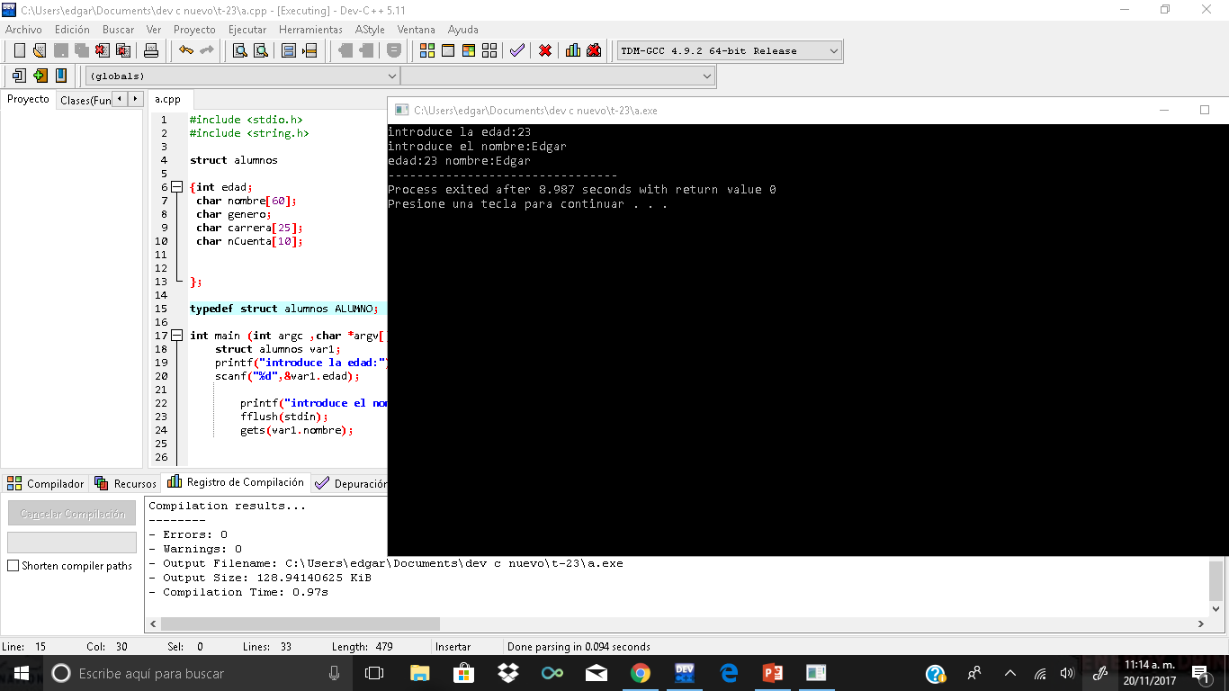 C:\Users\edgar\Documents\dev c nuevo\t-23\a.cpp - [Executing] - Dev-C++ 5.11
Archivo Edición Buscar Ver Proyecto Ejecutar Herramientas AStyle Ventana Ayuda
TDM-GCC 4.9.2 64-bit Release
(globals)
Proyecto Clases(Fun a.cpp
C:\Users\edgar\Documents\dev c nuevo\t-23\a.exe
1 #include <stdio.h>
2 #include <string.h>
3
4 struct alumnos
5
6 {int edad;
7 char nombre[60];
8 char genero;
9 char carrera[25];
10 char nCuenta[10];
11
12
13 };
14
15 typedef struct alumnos ALUMNO;
16
17 int main (int argc ,char *argv[
18 struct alumnos var1;
19 printf("introduce la edad:"
20 scanf("%d",&var1.edad);
21
22 printf("introduce el no
23 fflush(stdin);
24 gets(var1.nombre);
25
26
introduce la edad:23
introduce el nombre:Edgar
edad:23 nombre:Edgar
--------------------------------
Process exited after 8.987 seconds with return value 0
Presione una tecla para continuar . . .
Compilador Recursos Registro de Compilación Depuración
Cancelar Compilación
Shorten compiler paths
Compilation results...
--------
- Errors: 0
- Warnings: 0
- Output Filename: C:\Users\edgar\Documents\dev c nuevo\t-23\a.exe
- Output Size: 128.94140625 KiB
- Compilation Time: 0.97s
Line: 15 Col: 30 Sel: 0 Lines: 33 Length: 479 Insertar Done parsing in 0.094 seconds
Escribe aquí para buscar
DEV
11:14 a. m.
20/11/2017
1